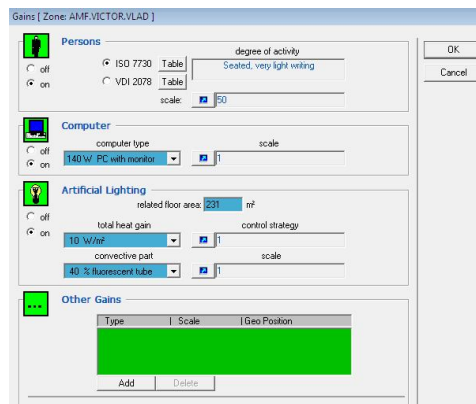 Gains [ Zone: AMF.VICTOR.VLAD ]
OK
Cancel
Persons
off
on
ISO 7730 Table
VDI 2078 Table
degree of activity
Seated, very light writing
scale: 50
Computer
off
on
computer type
140 W PC with monitor
scale
1
Artificial Lighting
off
on
related floor area: 231 m²
total heat gain
10 W/m²
control strategy
1
convective part
40 % fluorescent tube
scale
1
...
Other Gains
Type | Scale | Geo Position
Add Delete